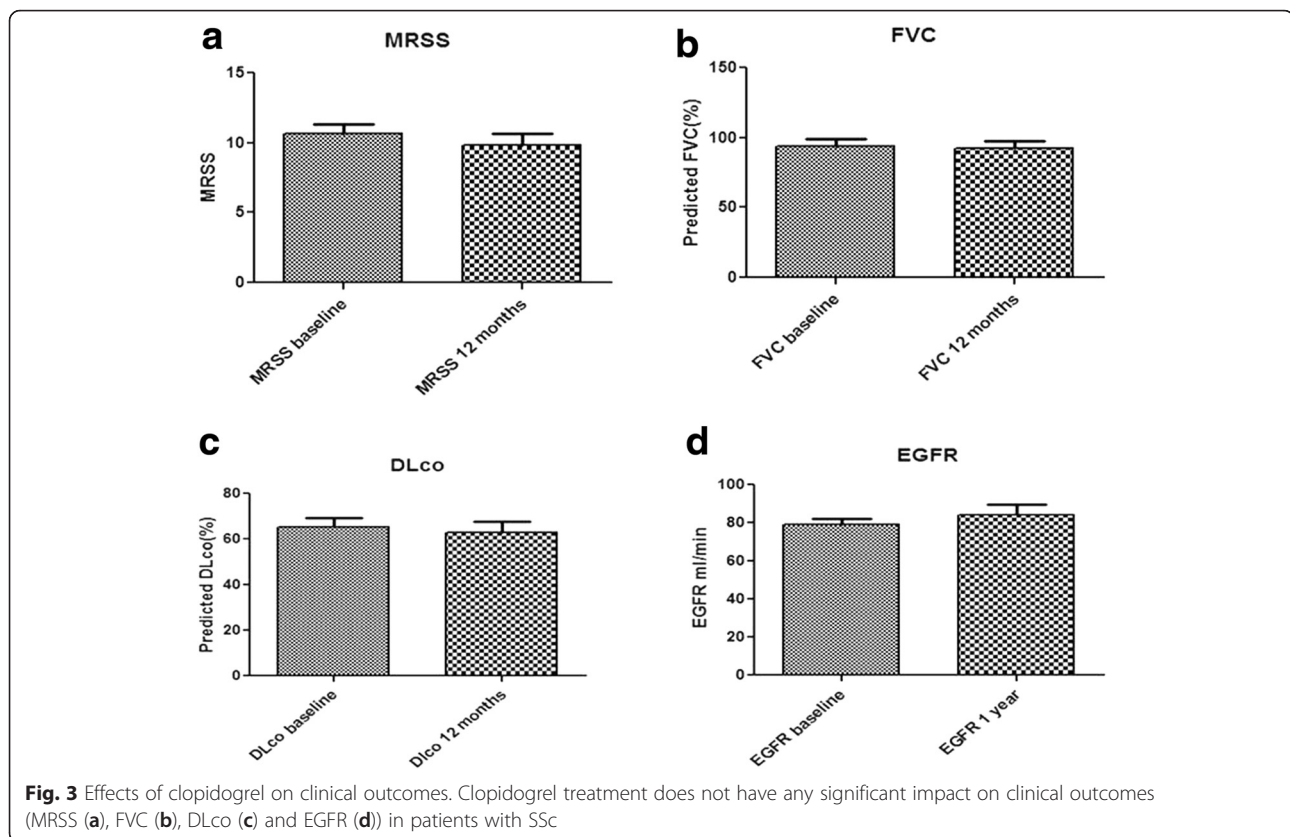 a
MRSS
15
10
5
0
MRSS
MRSS baseline
MRSS 12 months
b
FVC
150
100
50
0
Predicted FVC(%)
FVC baseline
FVC 12 months
c
DLco
80
60
40
20
0
Predicted DLco(%)
DLco baseline
Dlco 12 months
d
EGFR
100
80
60
40
20
0
EGFR ml/min
EGFR baseline
EGFR 1 year
Fig. 3 Effects of clopidogrel on clinical outcomes. Clopidogrel treatment does not have any significant impact on clinical outcomes
(MRSS (a), FVC (b), DLco (c) and EGFR (d)) in patients with SSc